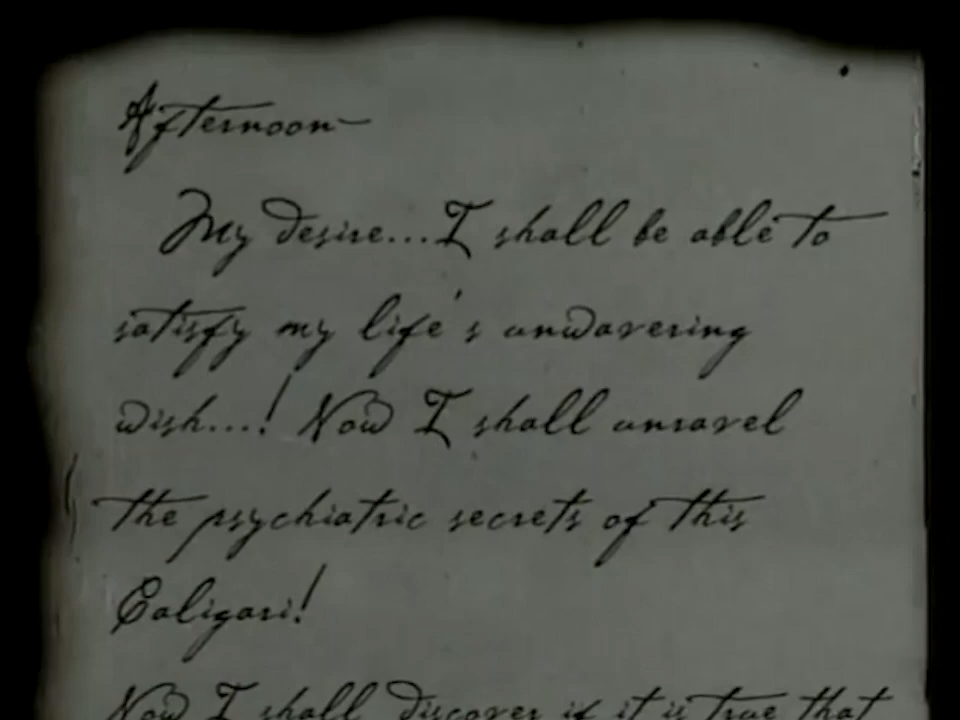 Afternoon—
My desire...I shall be able to
satisfy my life's unwavering
wish...! Now I shall unravel
the psychiatric secrets of this
Caligari!
Now I shall discover if it is true that